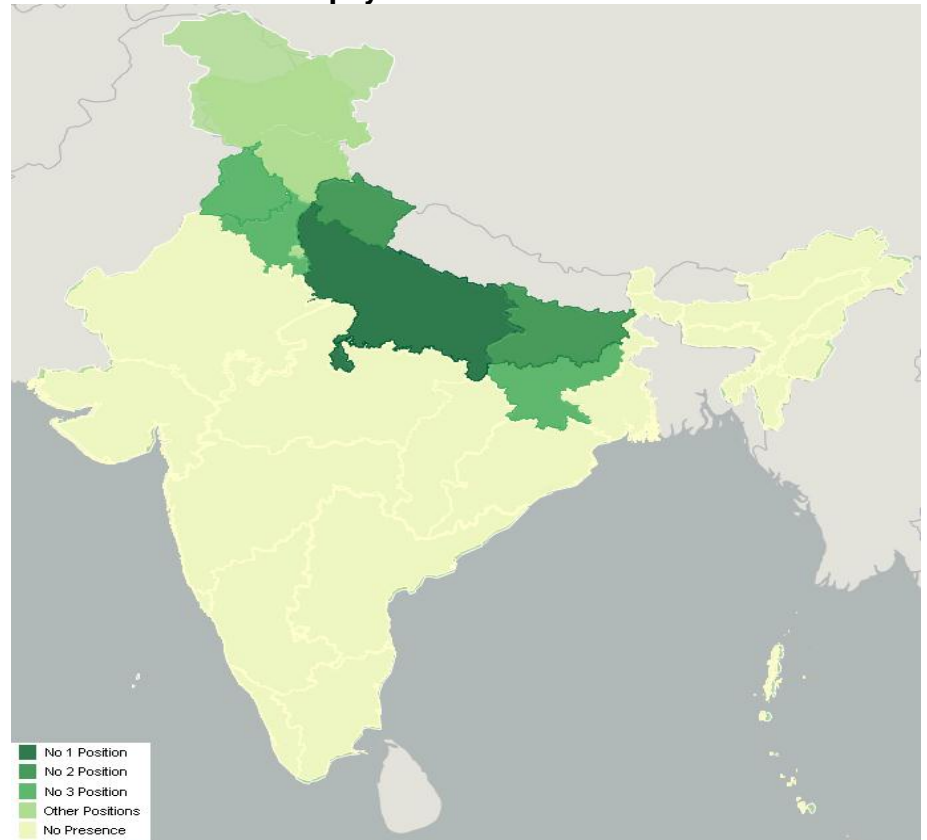 No 1 Position
No 2 Position
No 3 Position
Other Positions
No Presence